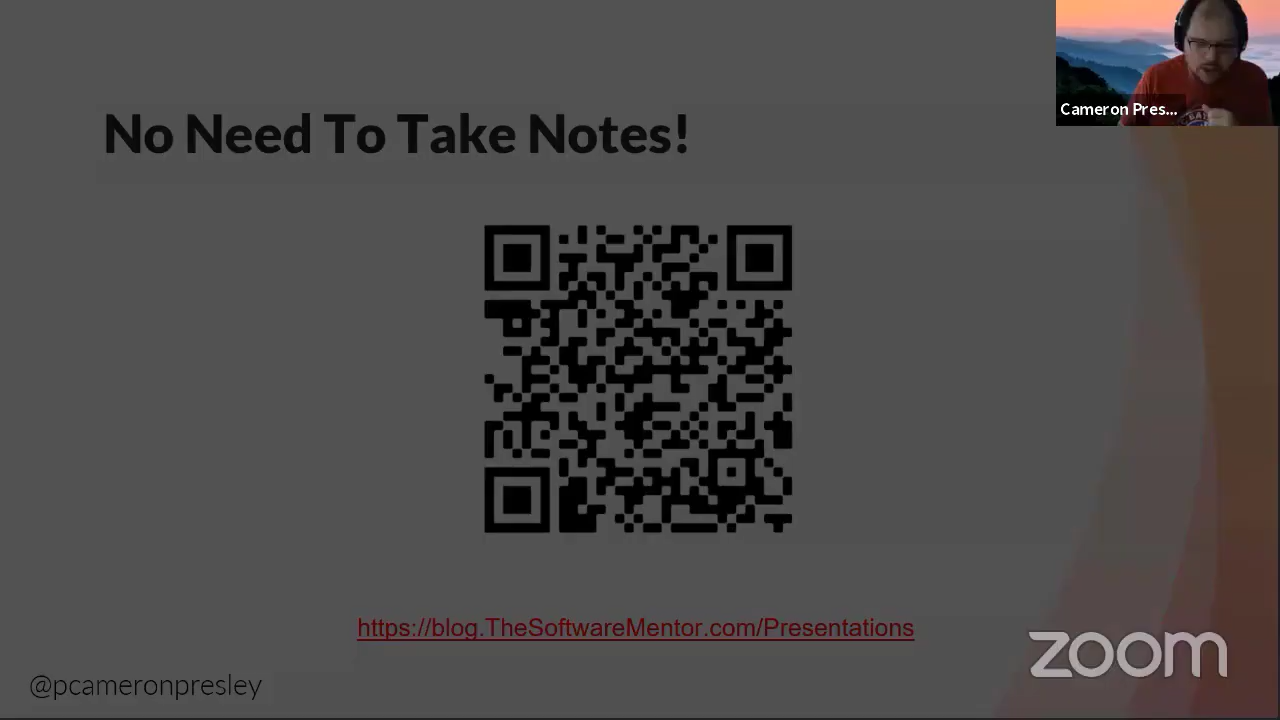 Cameron Pres...
No Need To Take Notes!
https://blog.TheSoftwareMentor.com/Presentations
zoom
@pcameronpresley